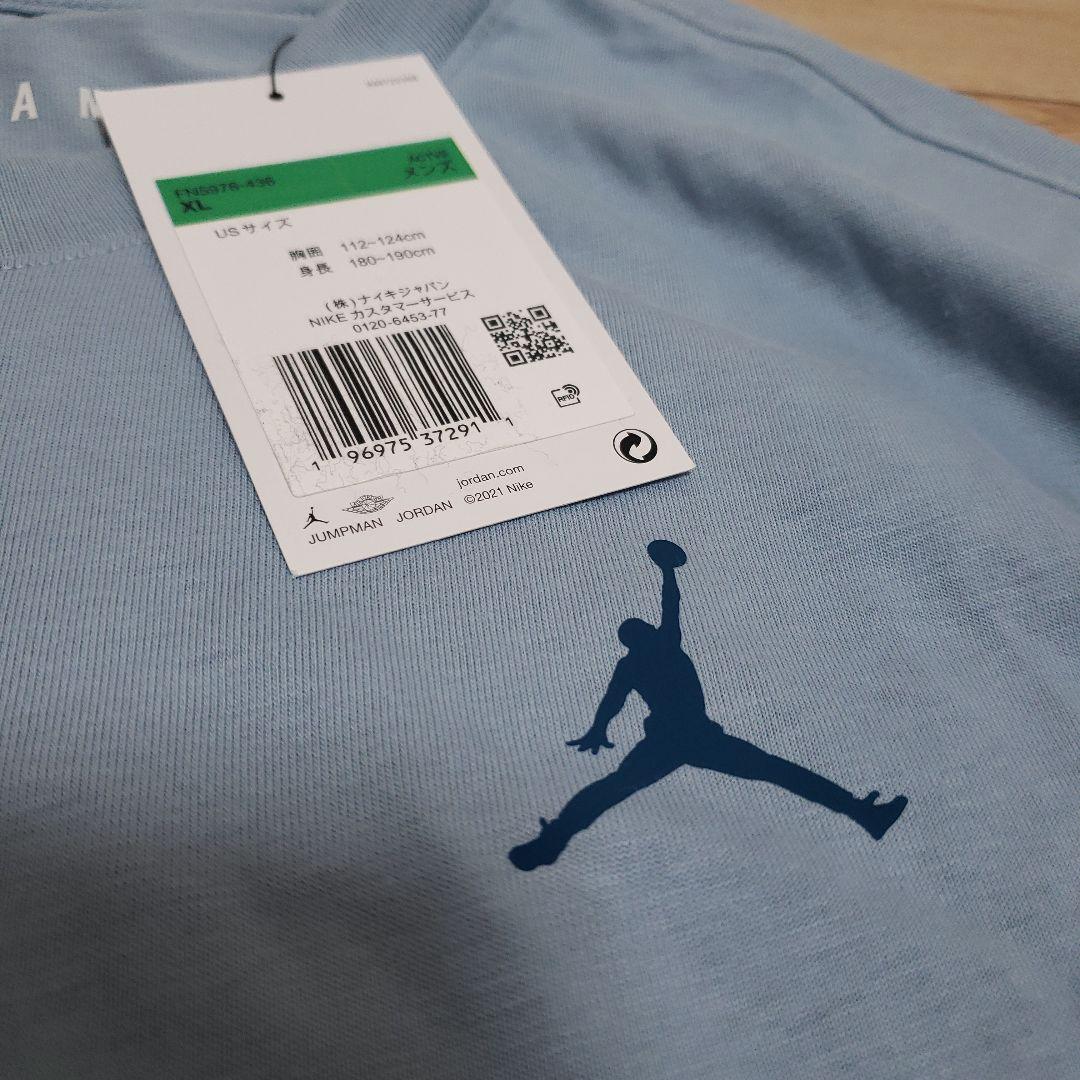 A N
FN5978-436
XL
メンズ
USサイズ
胸囲 112~124cm
身長 180~190cm
(株)ナイキジャパン
NIKE カスタマーサービス
0120-6453-77
RFID
1 96975 37291 1
jordan.com
JUMPMAN JORDAN ©2021 Nike